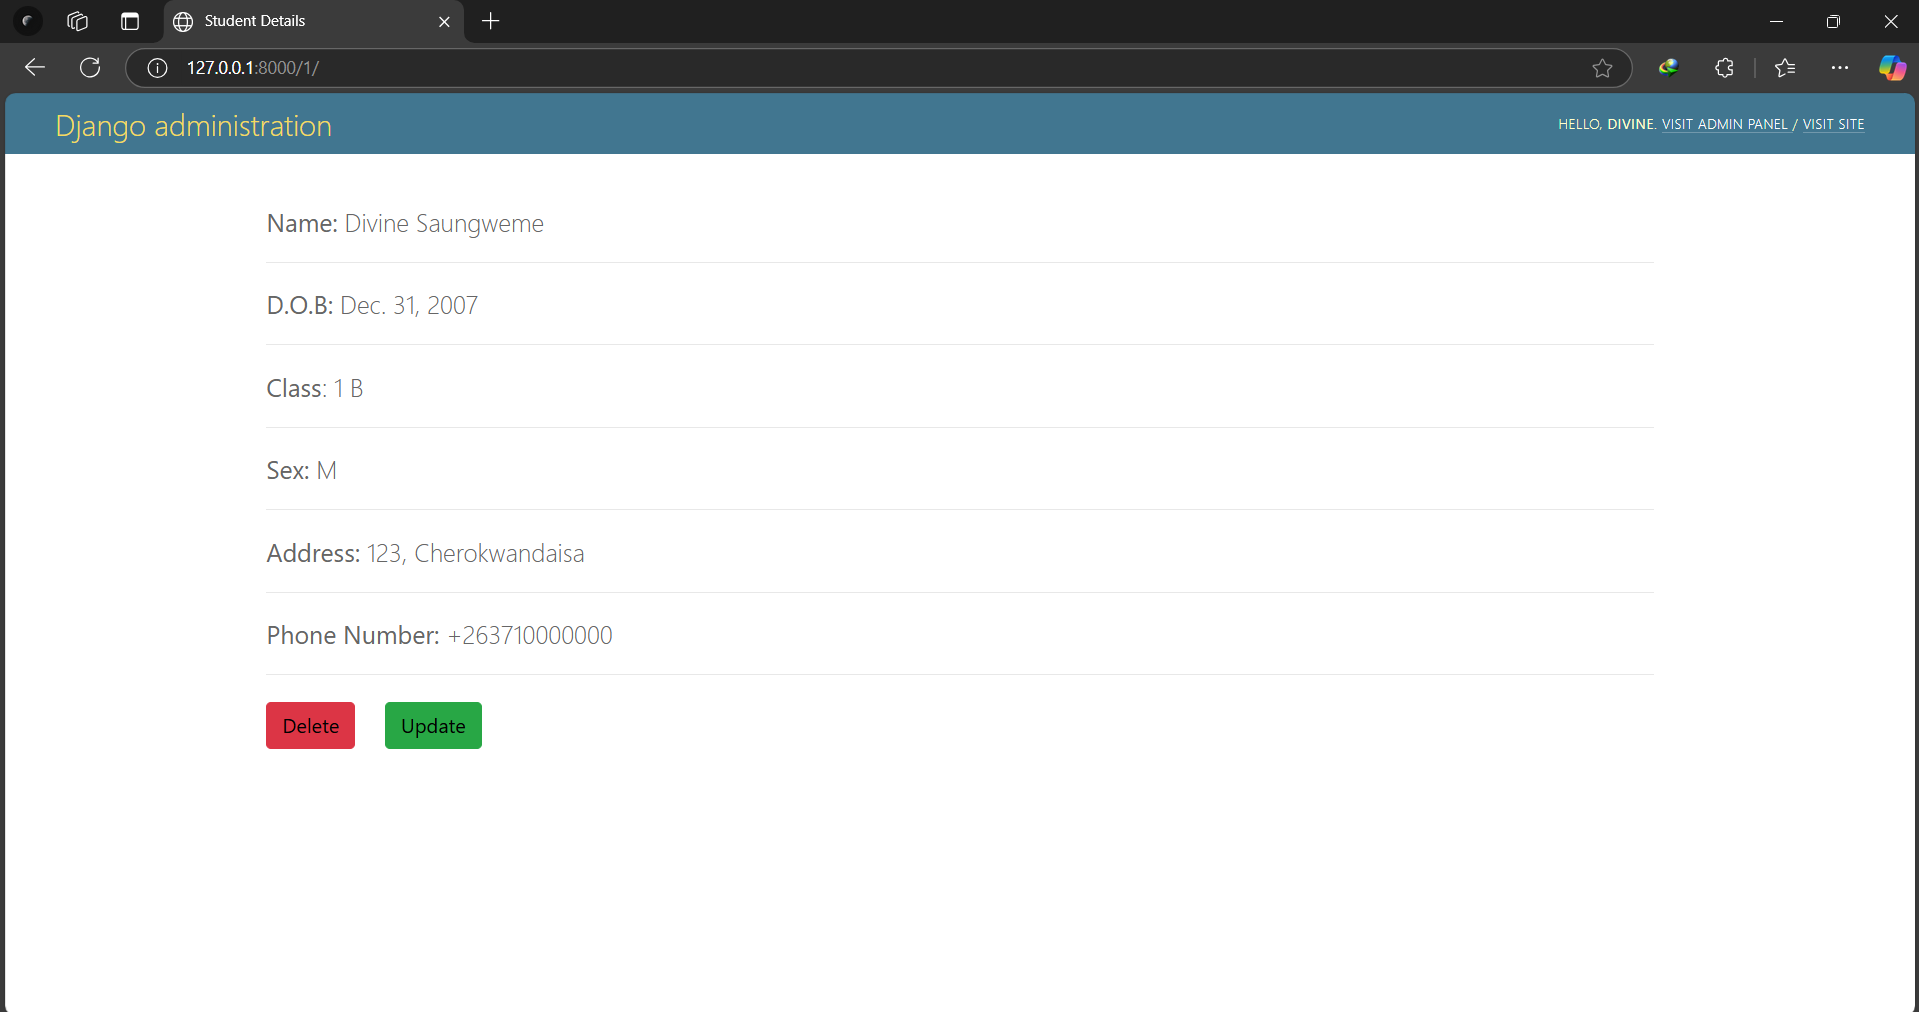 Student Details
127.0.0.1:8000/1/
Django administration
HELLO, DIVINE. VISIT ADMIN PANEL / VISIT SITE
Name: Divine Saungweme
D.O.B: Dec. 31, 2007
Class: 1 B
Sex: M
Address: 123, Cherokwandaisa
Phone Number: +263710000000
Delete
Update